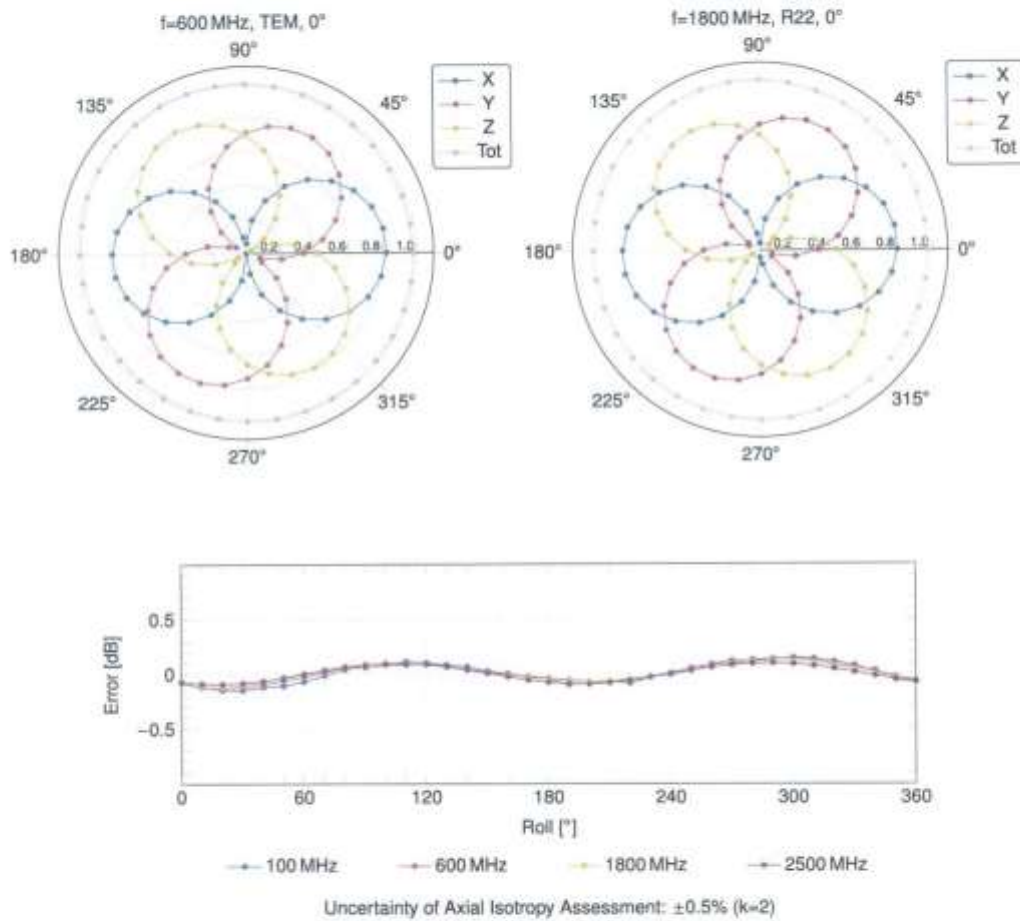 f=600 MHz, TEM, 0°
f=1800 MHz, R22, 0°
90°
135°
45°
X
Y
Z
Tot
180°
0.2 0.4 0.6 0.8 1.0
0°
225°
315°
270°
90°
135°
45°
X
Y
Z
Tot
180°
0.2 0.4 0.6 0.8 1.0
0°
225°
315°
270°
Error [dB]
0.5
0
−0.5
0 60 120 180 240 300 360
Roll [°]
100 MHz 600 MHz 1800 MHz 2500 MHz
Uncertainty of Axial Isotropy Assessment: ±0.5% (k=2)